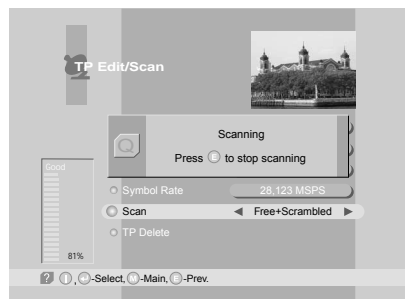 TP Edit/Scan
Scanning
Press E to stop scanning
Good
Symbol Rate 28,123 MSPS
Scan Free+Scrambled
TP Delete
81%
? , -Select, M -Main, E -Prev.